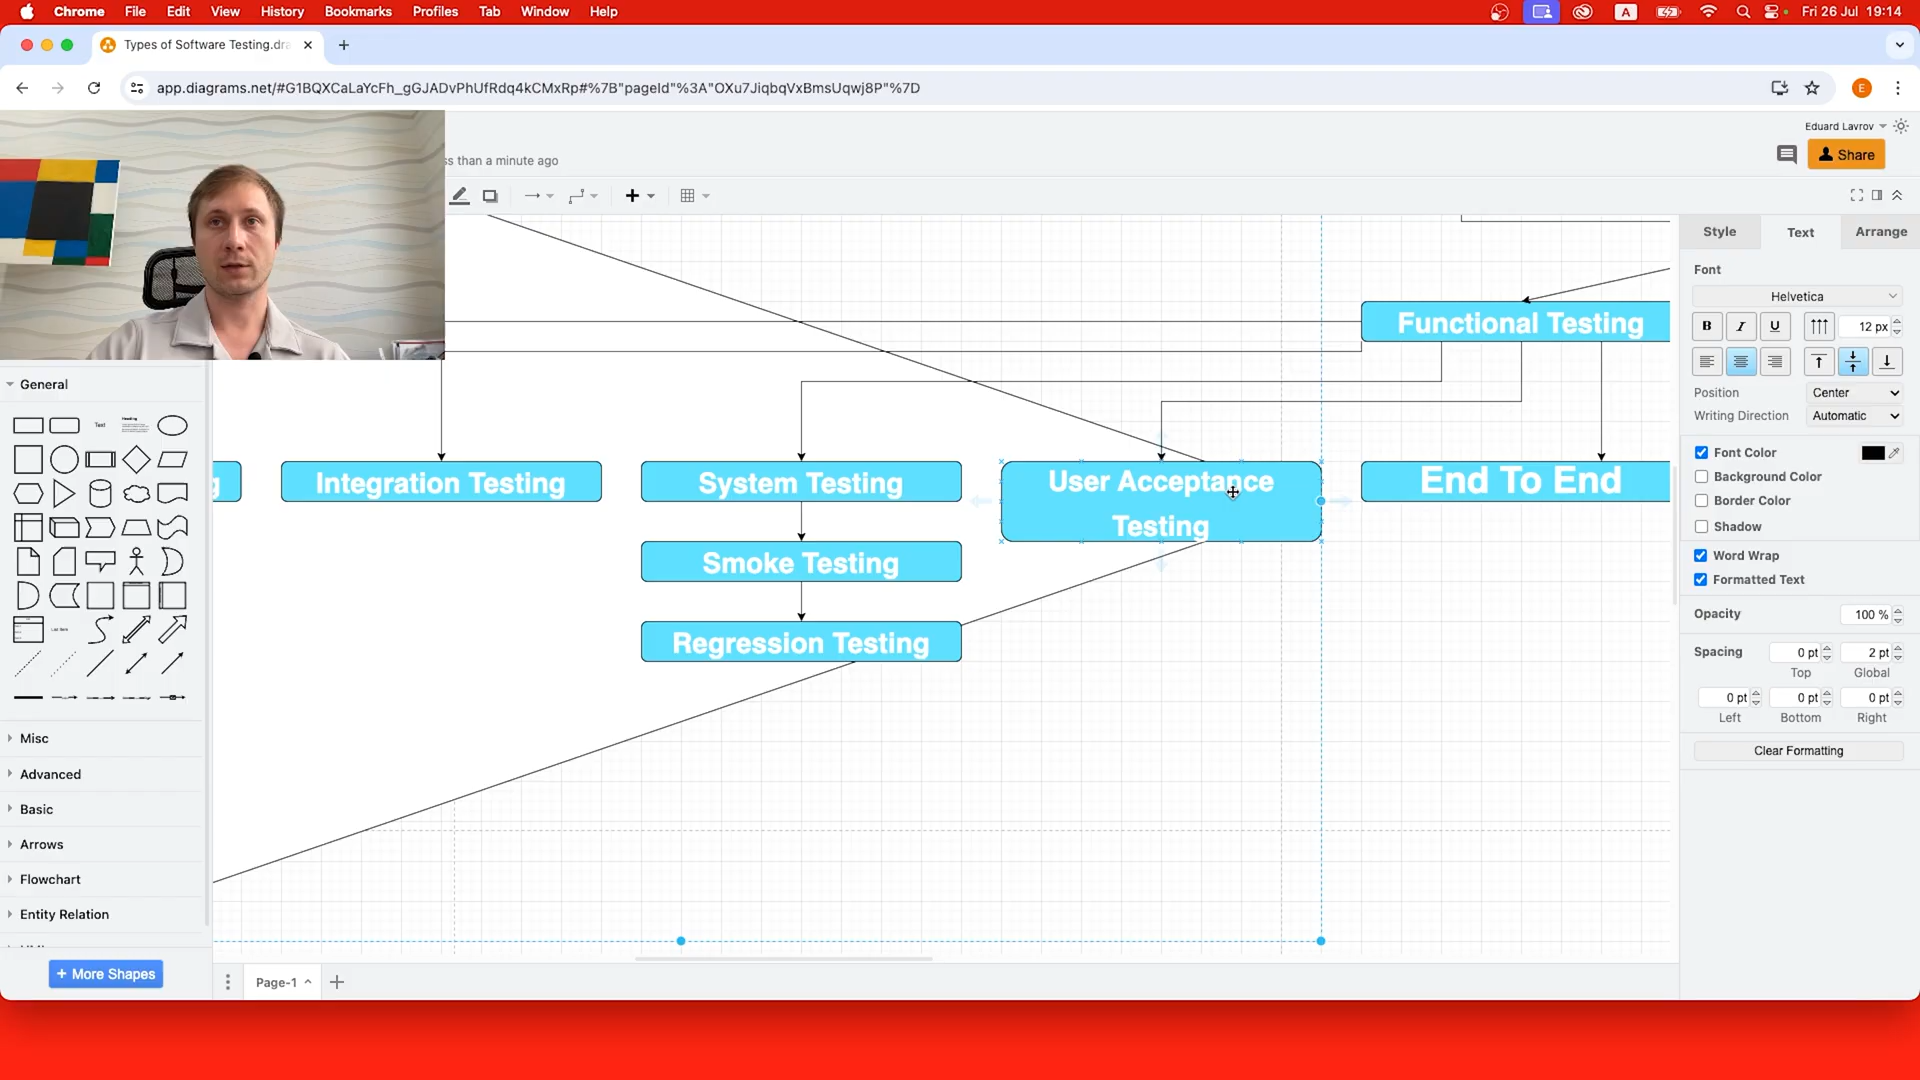 Chrome File Edit View History Bookmarks Profiles Tab Window Help
A
Fri 26 Jul 19:14
Types of Software Testing.dra
app.diagrams.net/#G1BQXCaLaYcFh_gGJADvPhUfRdq4kCMxRp#%7B"pageId"%3A"OXu7JiqbqVxBmsUqwj8P"%7D
E
Eduard Lavrov
ss than a minute ago
Share
Style Text Arrange
Font
Helvetica
B I U 12 px
Position Center
Writing Direction Automatic
Font Color
Background Color
Border Color
Shadow
Word Wrap
Formatted Text
Opacity 100 %
Spacing 0 pt 2 pt
Top Global
0 pt 0 pt 0 pt
Left Bottom Right
Clear Formatting
General
Text
Heading
Misc
Advanced
Basic
Arrows
Flowchart
Entity Relation
+ More Shapes
Functional Testing
g
Integration Testing
System Testing
User Acceptance
Testing
End To End
Smoke Testing
Regression Testing
Page-1